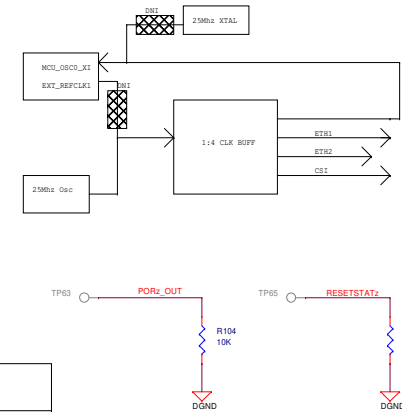 DNI
25Mhz XTAL
MCU_OSC0_XI
EXT_REFCLK1
DNI
1:4 CLK BUFF
ETH1
ETH2
CSI
25Mhz Osc
TP63
PORz_OUT
TP65
RESETSTATz
R104
10K
DGND
DGND